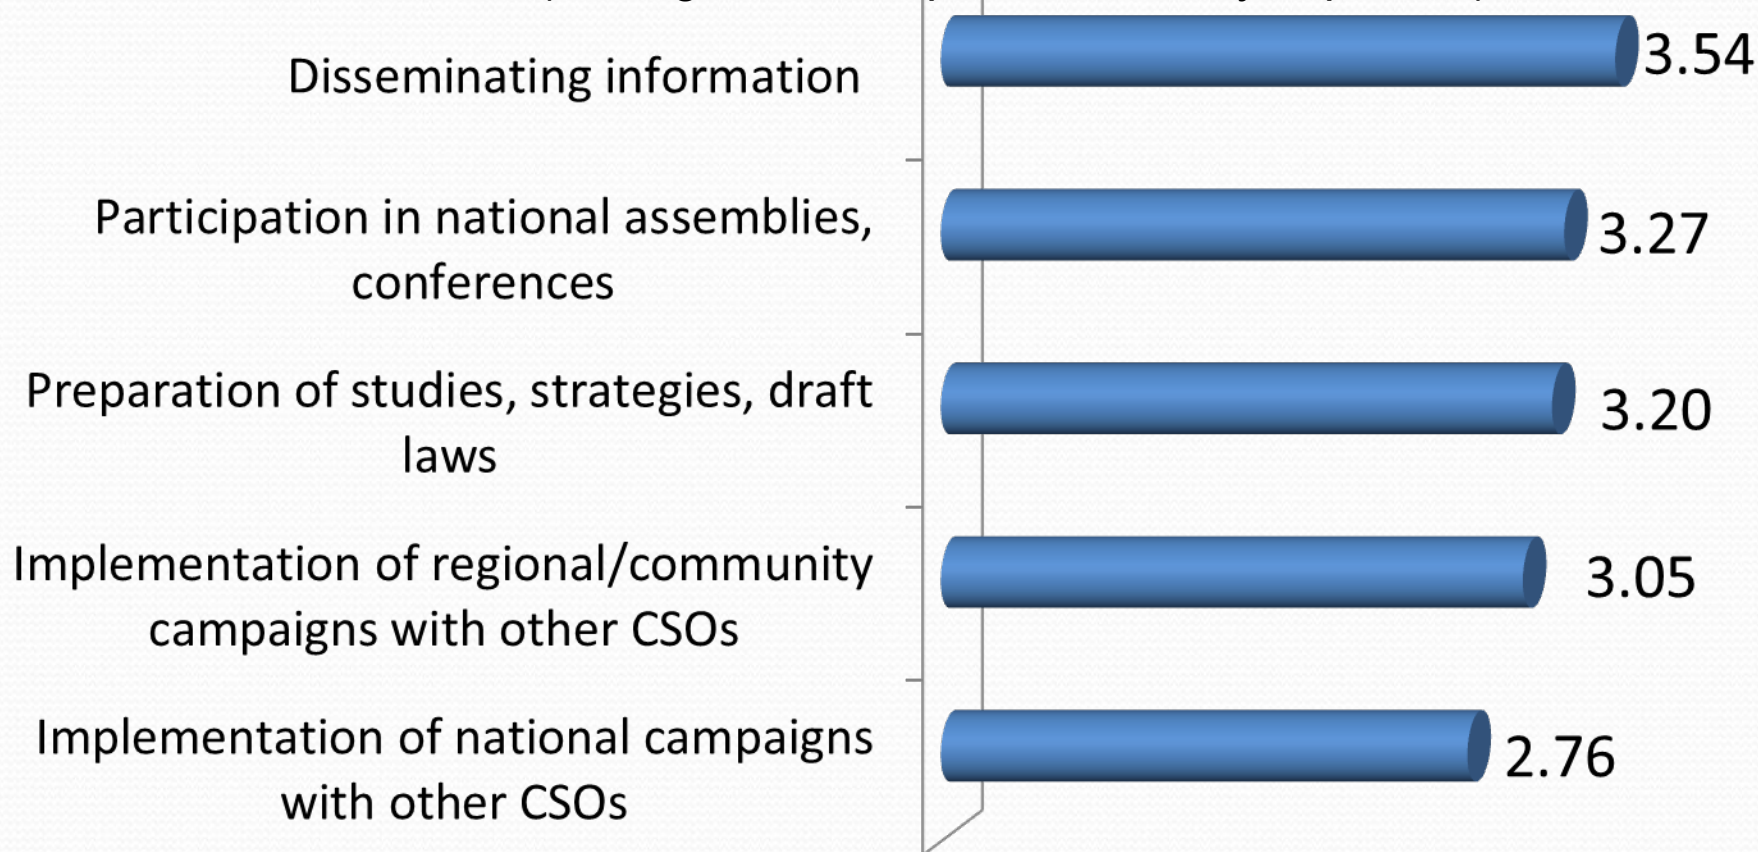 Disseminating information
3.54
Participation in national assemblies,
conferences
3.27
Preparation of studies, strategies, draft
laws
3.20
Implementation of regional/community
campaigns with other CSOs
3.05
Implementation of national campaigns
with other CSOs
2.76